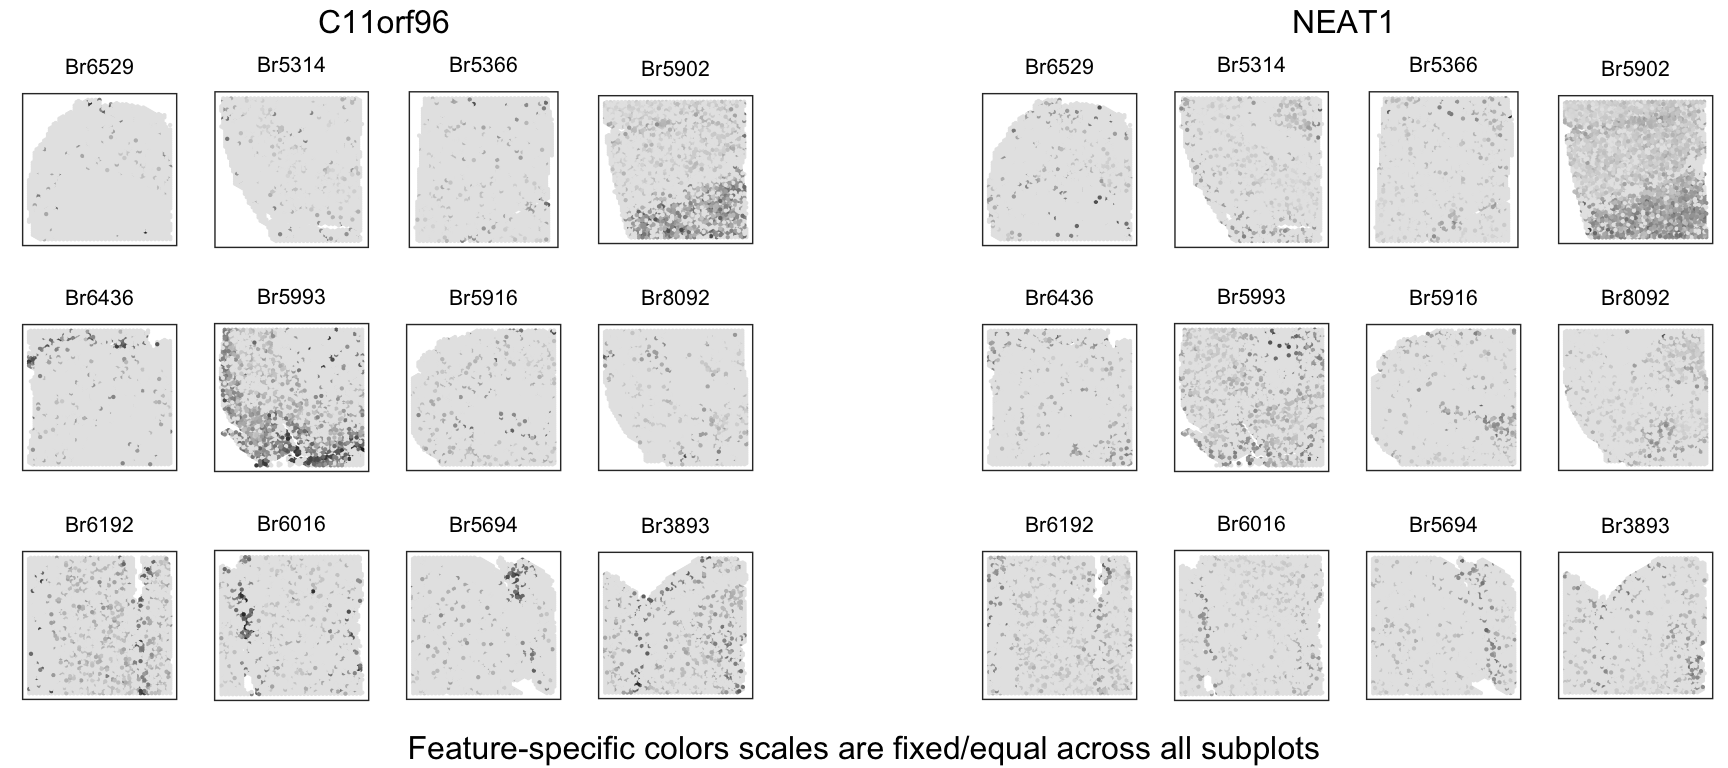 C11orf96
NEAT1
Br6529 Br5314 Br5366 Br5902
Br6529 Br5314 Br5366 Br5902
Br6436 Br5993 Br5916 Br8092
Br6436 Br5993 Br5916 Br8092
Br6192 Br6016 Br5694 Br3893
Br6192 Br6016 Br5694 Br3893
Feature-specific colors scales are fixed/equal across all subplots